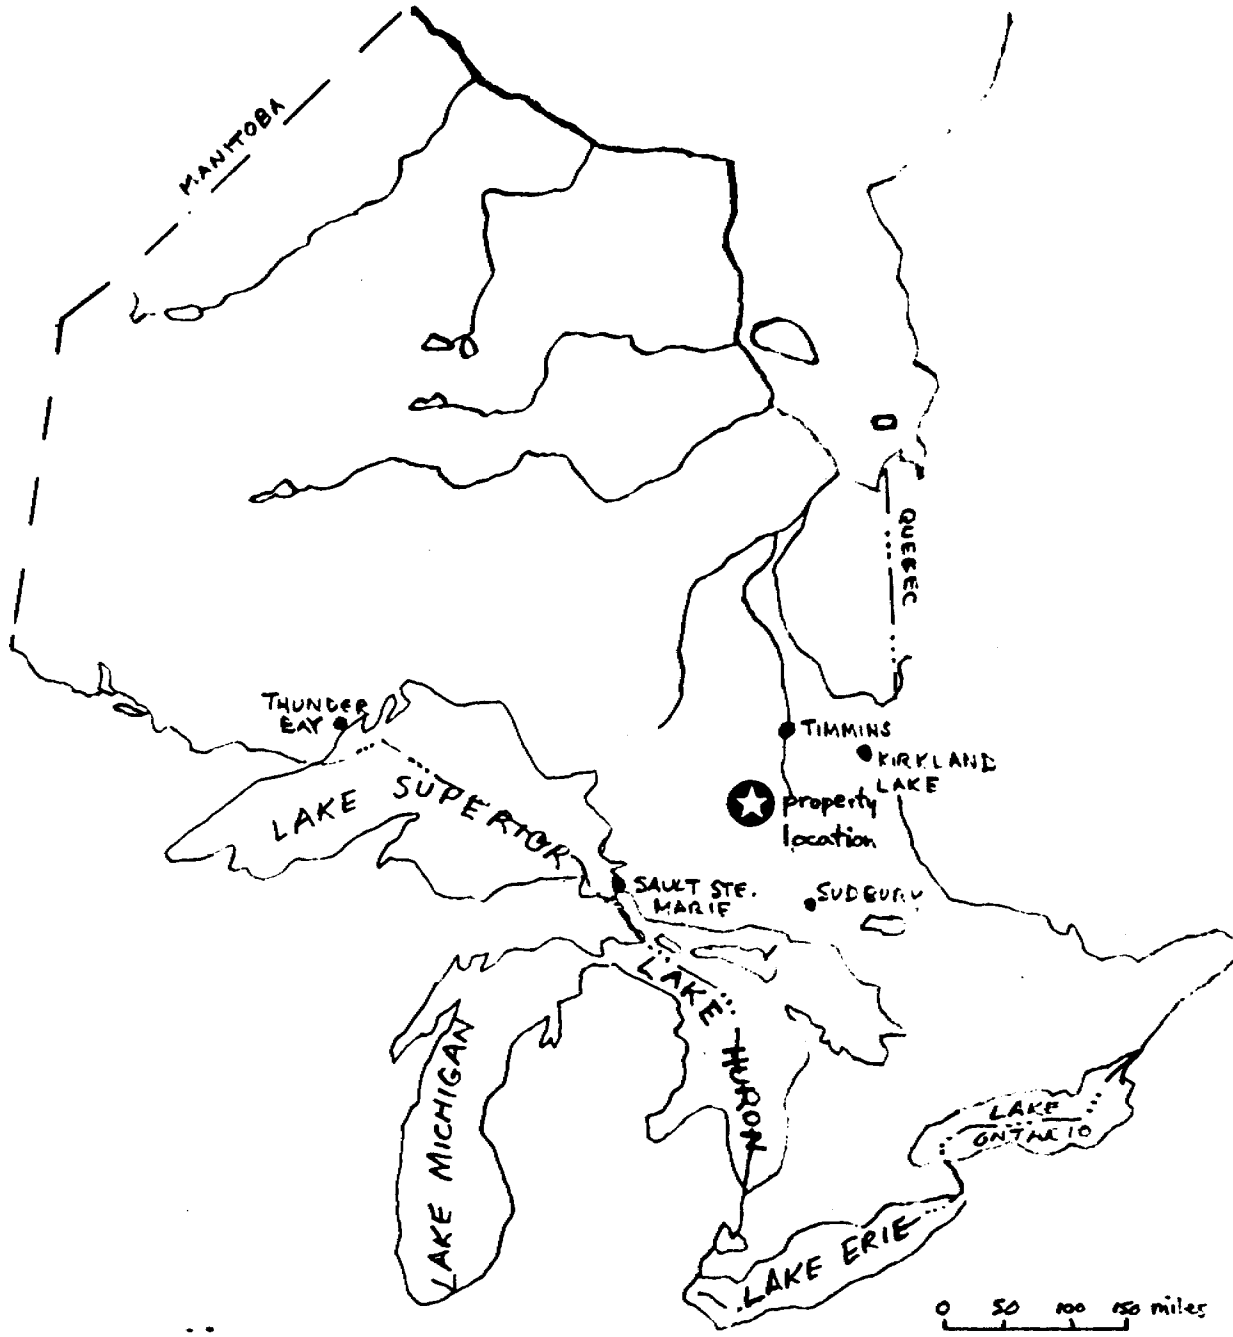 MANITOBA
QUEBEC
THUNDER
BAY
TIMMINS
KIRKLAND
LAKE
property
location
LAKE SUPERIOR
SAULT STE.
MARIE
SUDBURY
LAKE HURON
LAKE MICHIGAN
LAKE
ONTARIO
LAKE ERIE
0 50 100 150 miles